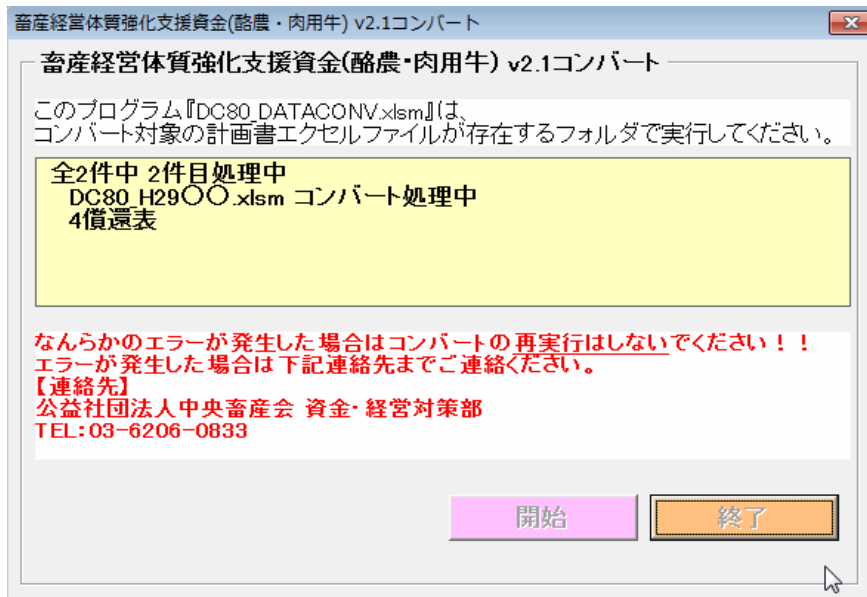 畜産経営体質強化支援資金(酪農・肉用牛) v2.1コンバート
畜産経営体質強化支援資金(酪農・肉用牛) v2.1コンバート
このプログラム『DC80_DATACONV.xlsm』は、
コンバート対象の計画書エクセルファイルが存在するフォルダで実行してください。
全2件中 2件目処理中
DC80_H29〇〇.xlsm コンバート処理中
4償還表
なんらかのエラーが発生した場合はコンバートの再実行はしないでください！！
エラーが発生した場合は下記連絡先までご連絡ください。
【連絡先】
公益社団法人中央畜産会 資金・経営対策部
TEL:03-6206-0833
開始
終了